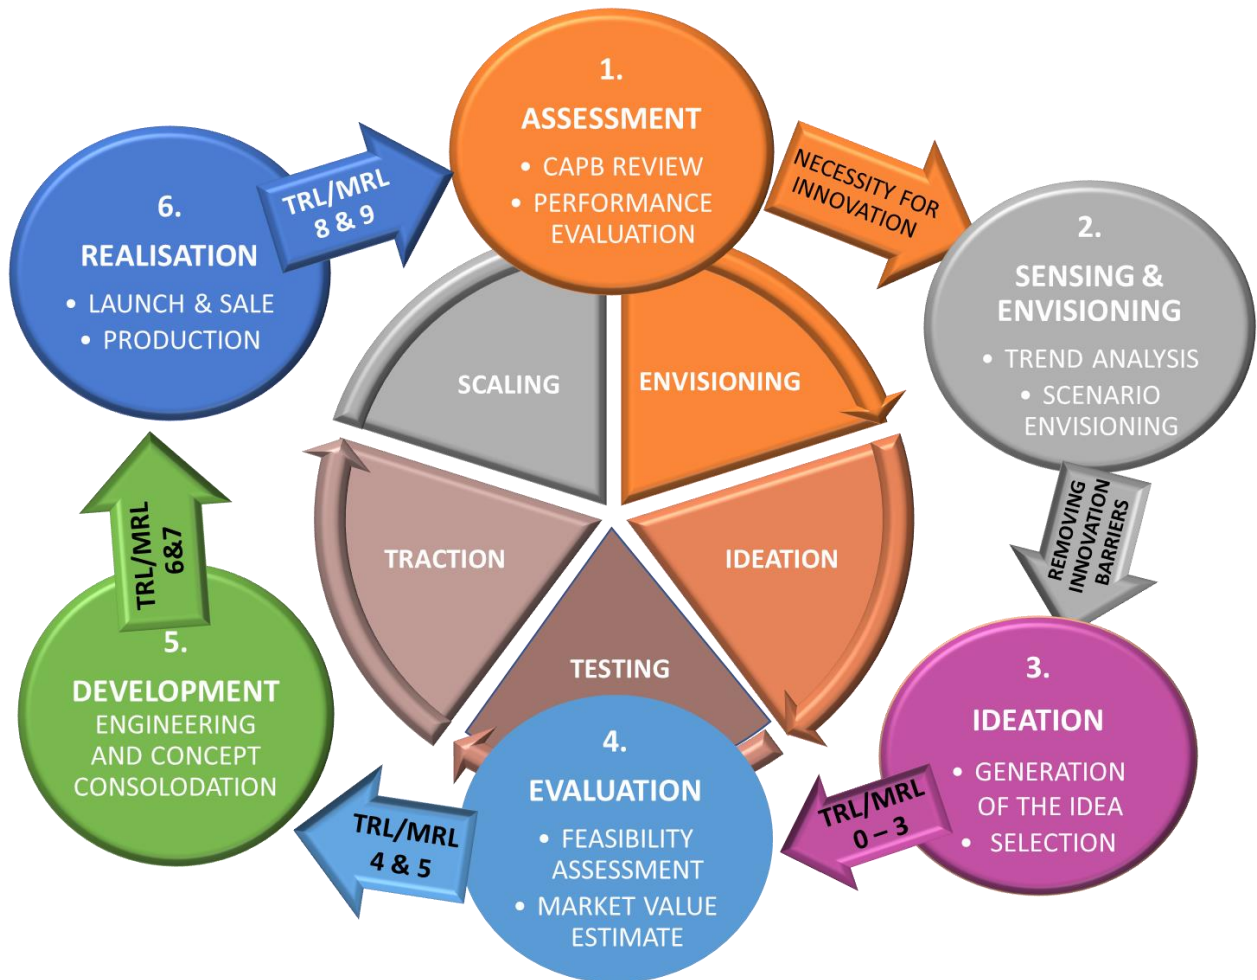 1.
ASSESSMENT
• CAPB REVIEW
• PERFORMANCE
EVALUATION
NECESSITY FOR
INNOVATION
2.
SENSING &
ENVISIONING
• TREND ANALYSIS
• SCENARIO
ENVISIONING
REMOVING
INNOVATION
BARRIERS
3.
IDEATION
• GENERATION
OF THE IDEA
• SELECTION
TRL/MRL
0 – 3
4.
EVALUATION
• FEASIBILITY
ASSESSMENT
• MARKET VALUE
ESTIMATE
TRL/MRL
4 & 5
5.
DEVELOPMENT
ENGINEERING
AND CONCEPT
CONSOLODATION
TRL/MRL
6&7
6.
REALISATION
• LAUNCH & SALE
• PRODUCTION
TRL/MRL
8 & 9
ENVISIONING
IDEATION
TESTING
TRACTION
SCALING